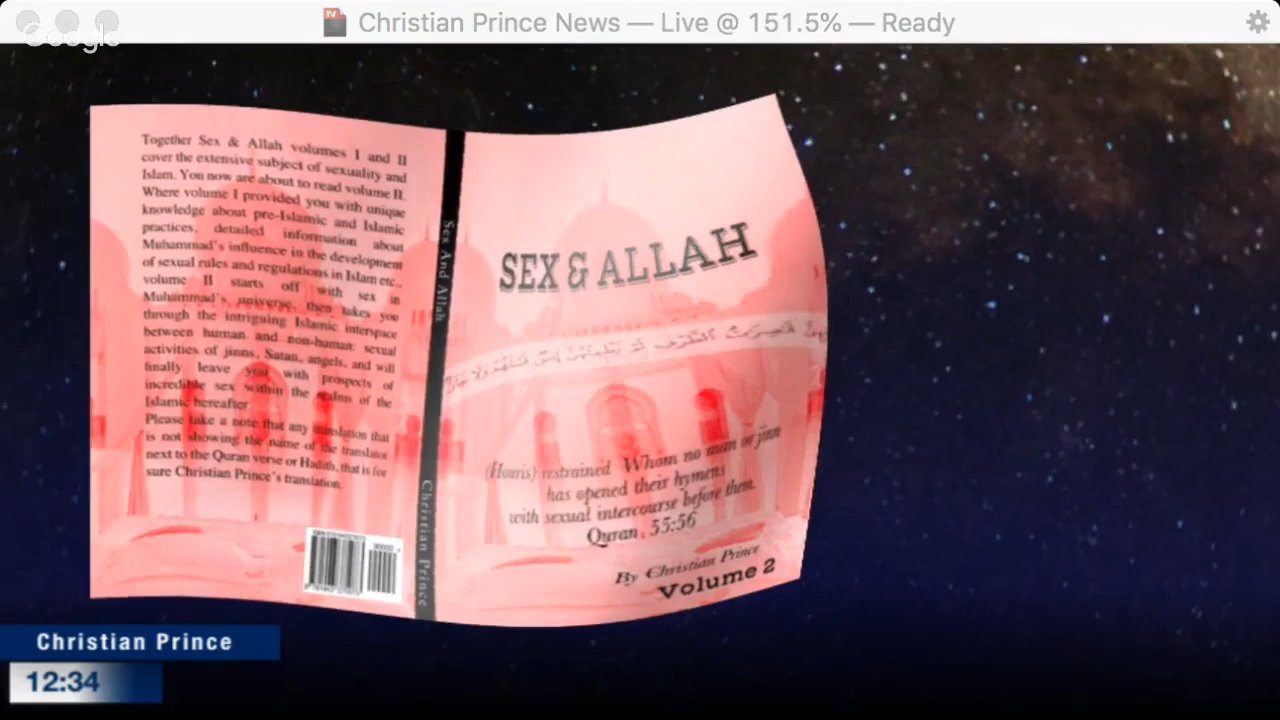 Christian Prince News — Live @ 151.5% — Ready
Google
Together Sex & Allah volumes I and II
cover the extensive subject of sexuality and
Islam. You now are about to read volume II.
Where volume I provided you with unique
knowledge about pre-Islamic and Islamic
practices, detailed information about
Muhammad's influence in the development
of sexual rules and regulations in Islam etc.,
volume II starts off with sex in
Muhammad's universe, then takes you
through the intriguing Islamic interspace
between human and non-human: sexual
activities of jinns, Satan, angels, and will
finally leave you with prospects of
incredible sex within the realms of the
Islamic hereafter.
Please take a note that any translation that
is not showing the name of the translator
next to the Quran verse or Hadith, that is for
sure Christian Prince's translation.
90000
Sex And Allah
Christian Prince
SEX & ALLAH
(Houris) restrained Whom no man or jinn
has opened their hymens
with sexual intercourse before them.
Quran, 55:56
By Christian Prince
Volume 2
Christian Prince
12:34